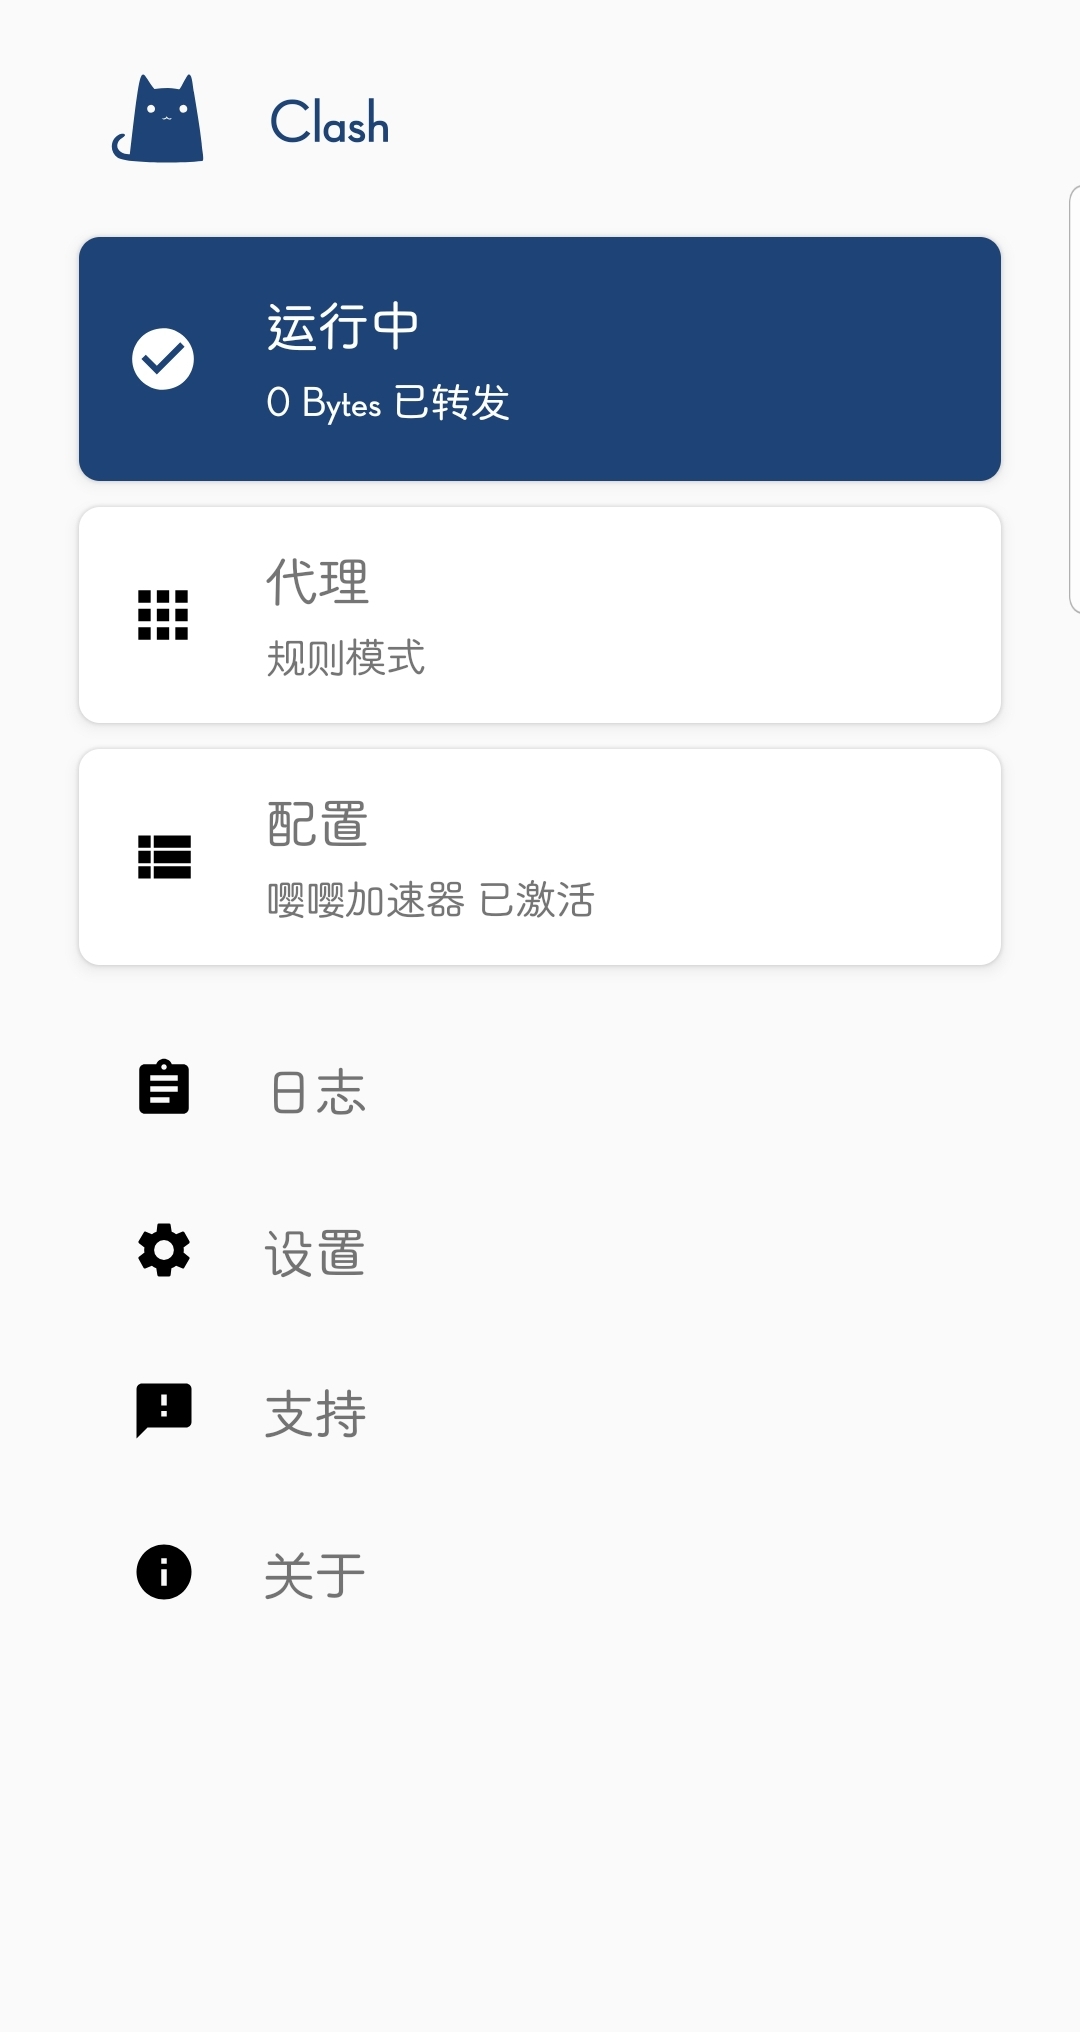 Clash
运行中
0 Bytes 已转发
代理
规则模式
配置
嘤嘤加速器 已激活
日志
设置
支持
关于